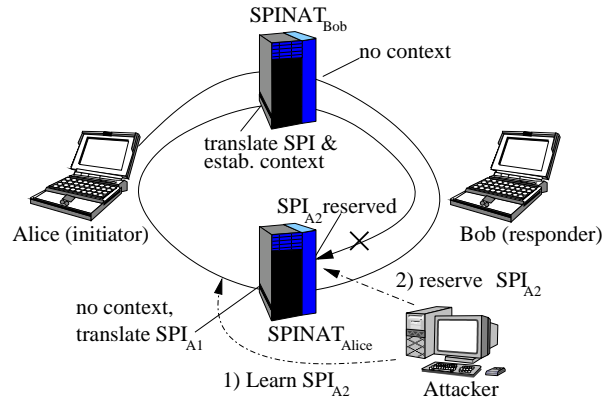 SPINAT_Bob
no context
translate SPI &
estab. context
SPI_A2 reserved
Alice (initiator)
Bob (responder)
2) reserve SPI_A2
no context,
translate SPI_A1
SPINAT_Alice
1) Learn SPI_A2
Attacker